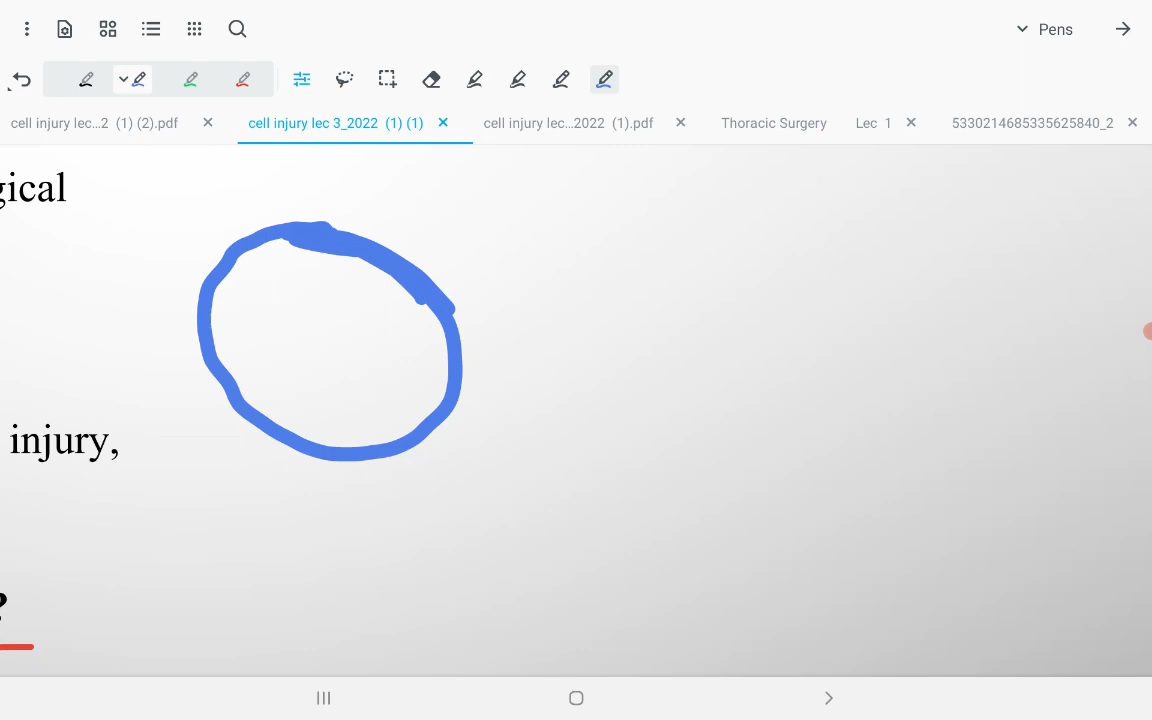 Pens
cell injury lec...2 (1) (2).pdf
cell injury lec 3_2022 (1) (1)
cell injury lec...2022 (1).pdf
Thoracic Surgery Lec 1
5330214685335625840_2
gical
injury,
?